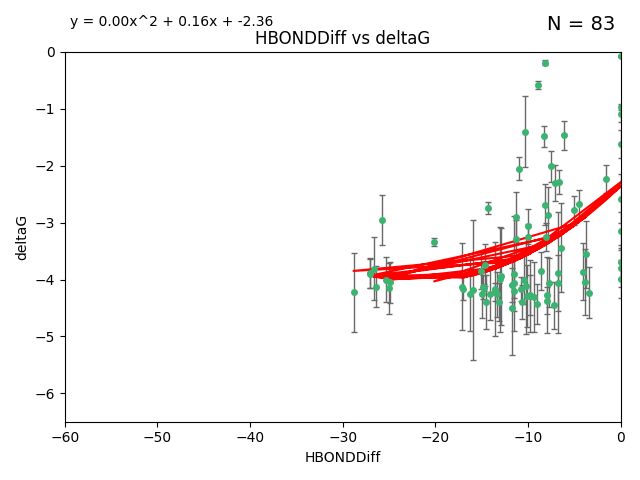 y = 0.00x^2 + 0.16x + -2.36
N = 83
HBONDDiff vs deltaG
0
−1
−2
−3
−4
−5
−6
deltaG
−60
−50
−40
−30
−20
−10
0
HBONDDiff